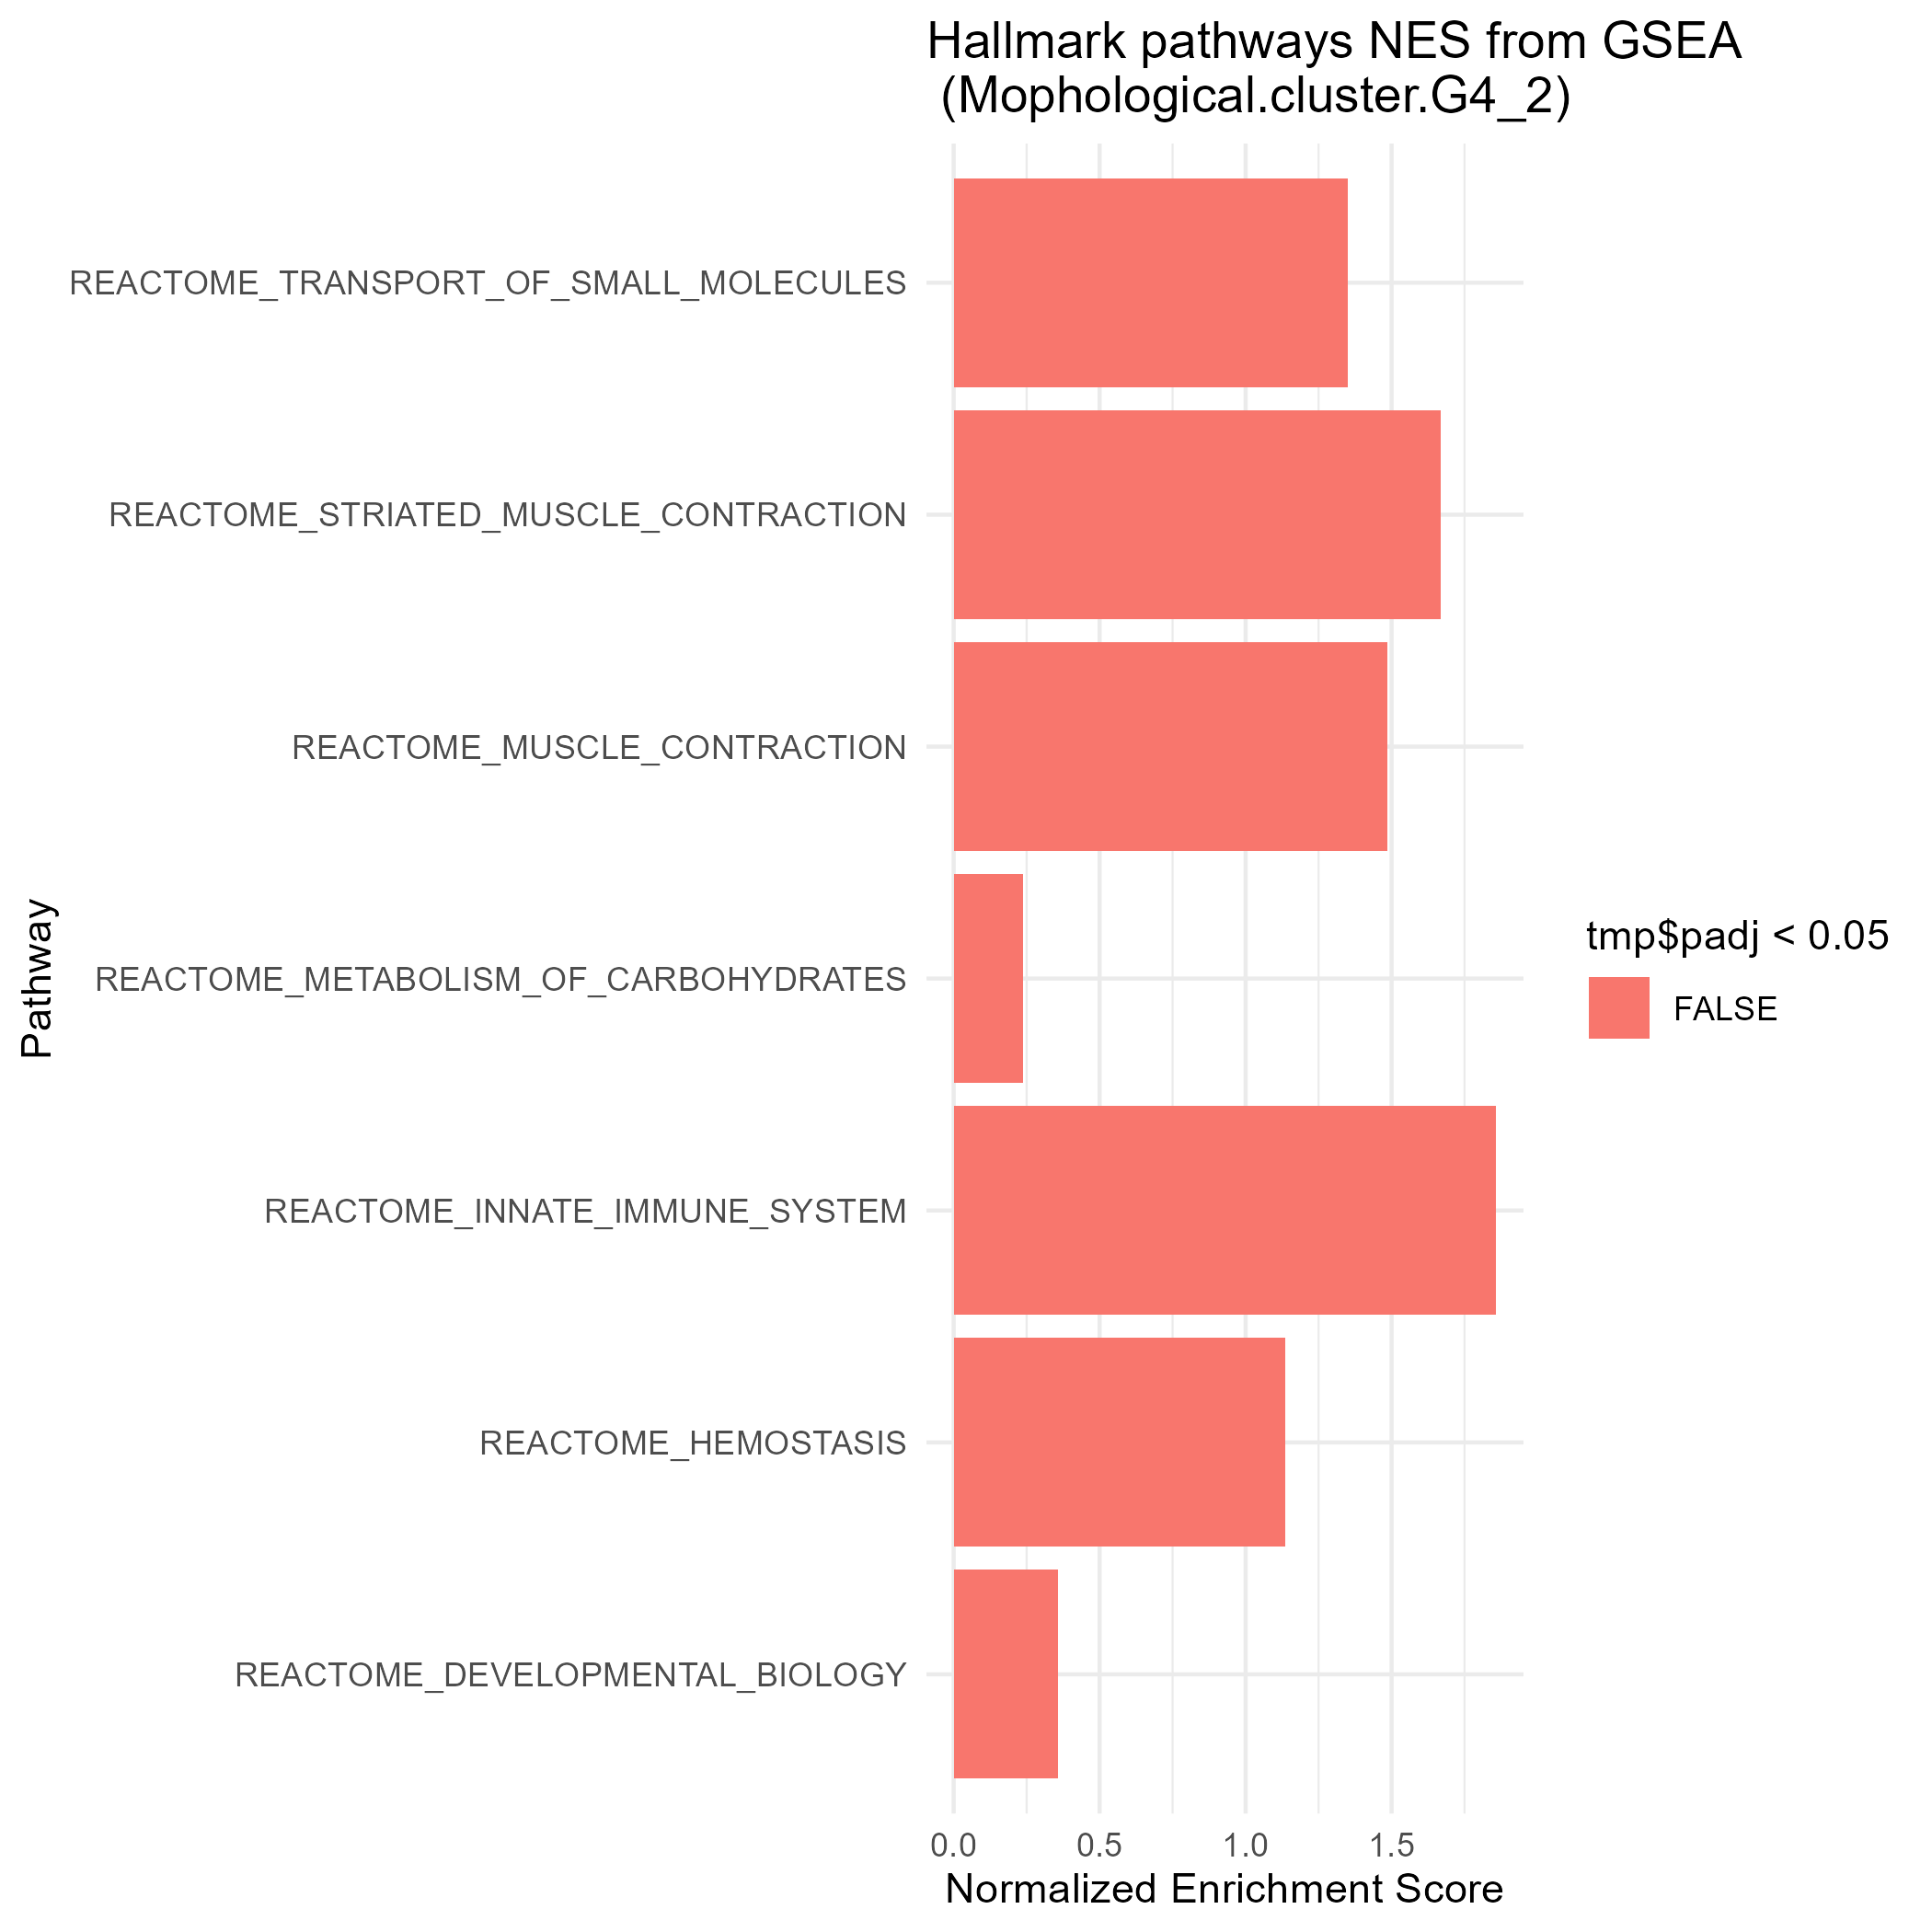 Hallmark pathways NES from GSEA
(Mophological.cluster.G4_2)
REACTOME_TRANSPORT_OF_SMALL_MOLECULES
REACTOME_STRIATED_MUSCLE_CONTRACTION
REACTOME_MUSCLE_CONTRACTION
REACTOME_METABOLISM_OF_CARBOHYDRATES
REACTOME_INNATE_IMMUNE_SYSTEM
REACTOME_HEMOSTASIS
REACTOME_DEVELOPMENTAL_BIOLOGY
Pathway
0.0 0.5 1.0 1.5
Normalized Enrichment Score
tmp$padj < 0.05
FALSE